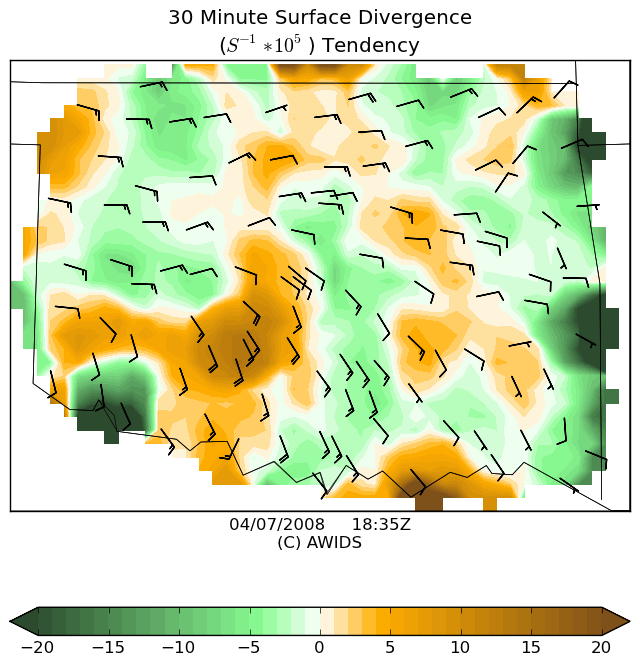 30 Minute Surface Divergence
(S⁻¹ * 10⁵ ) Tendency
04/07/2008 18:35Z
(C) AWIDS
−20 −15 −10 −5 0 5 10 15 20